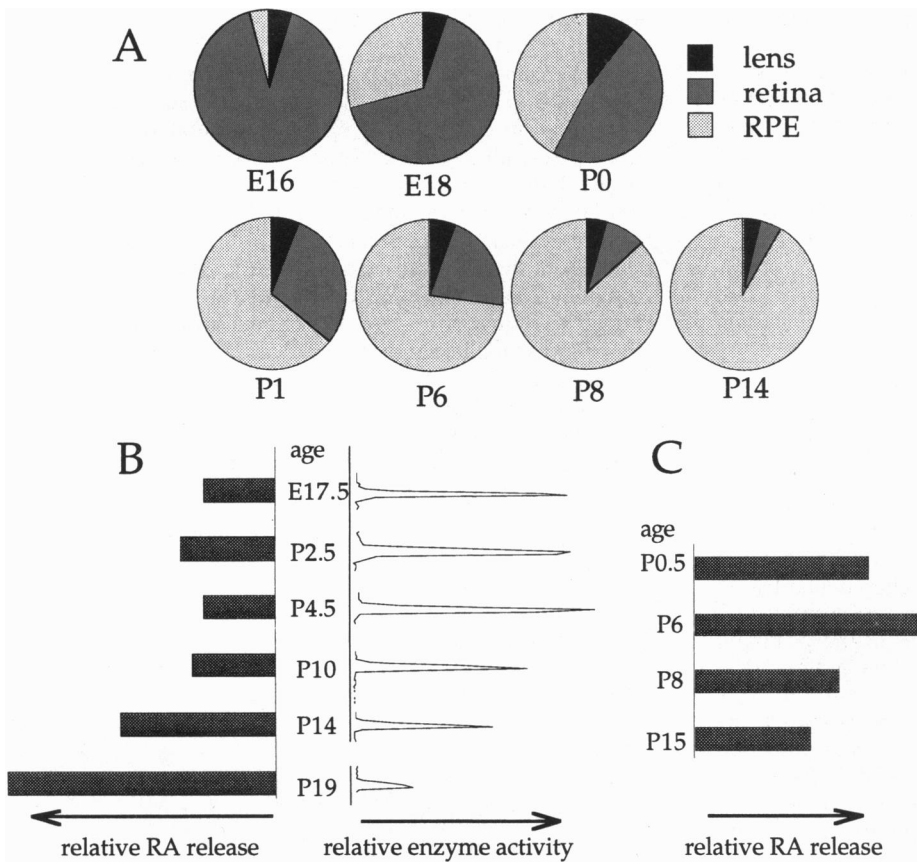 A
lens
retina
RPE
E16
E18
P0
P1
P6
P8
P14
B
age
C
E17.5
P2.5
P4.5
P10
P14
P19
age
P0.5
P6
P8
P15
relative RA release
relative enzyme activity
relative RA release